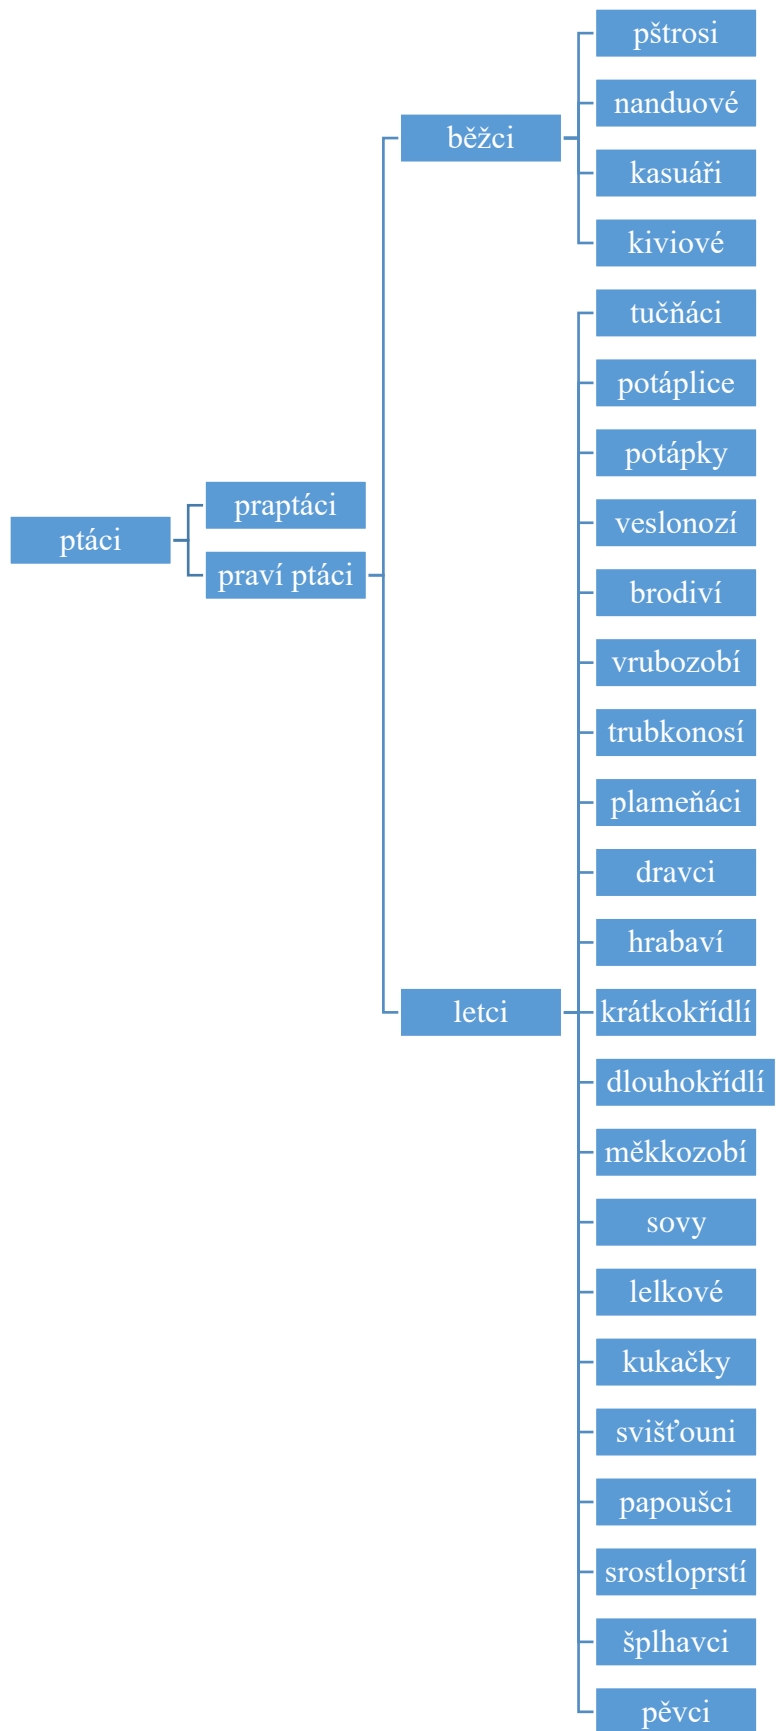 ptáci
praptáci
praví ptáci
běžci
pštrosi
nanduové
kasuáři
kiviové
letci
tučňáci
potáplice
potápky
veslonozí
brodiví
vrubozobí
trubkonosí
plameňáci
dravci
hrabaví
krátkokřídlí
dlouhokřídlí
měkkozobí
sovy
lelkové
kukačky
svišťouni
papoušci
srostloprstí
šplhavci
pěvci